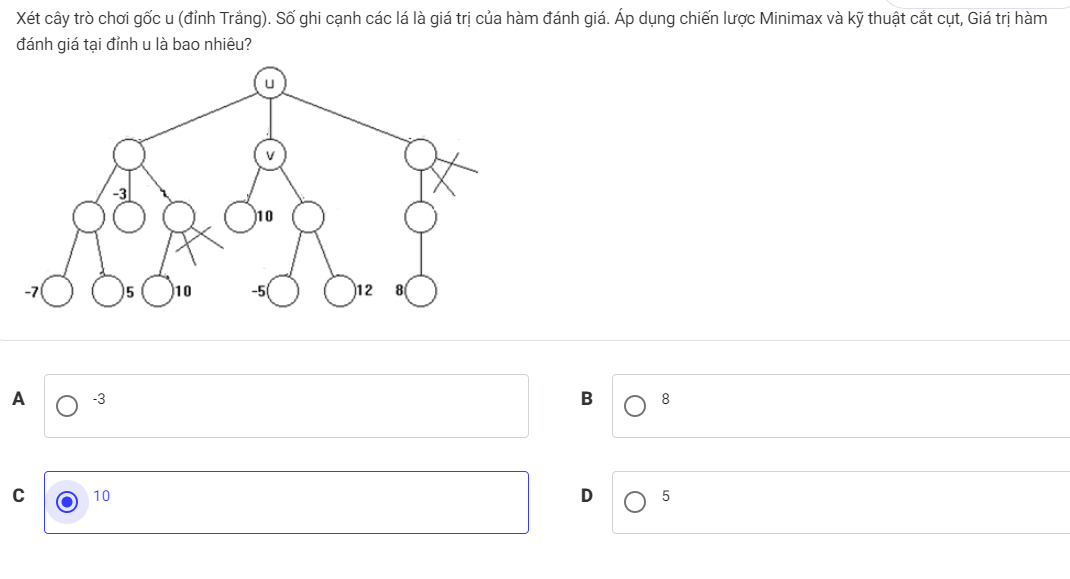 Xét cây trò chơi gốc u (đỉnh Trắng). Số ghi cạnh các lá là giá trị của hàm đánh giá. Áp dụng chiến lược Minimax và kỹ thuật cắt cụt, Giá trị hàm
đánh giá tại đỉnh u là bao nhiêu?
u
v
-3
10
-7 5 10 -5 12 8
A -3 B 8
C 10 D 5